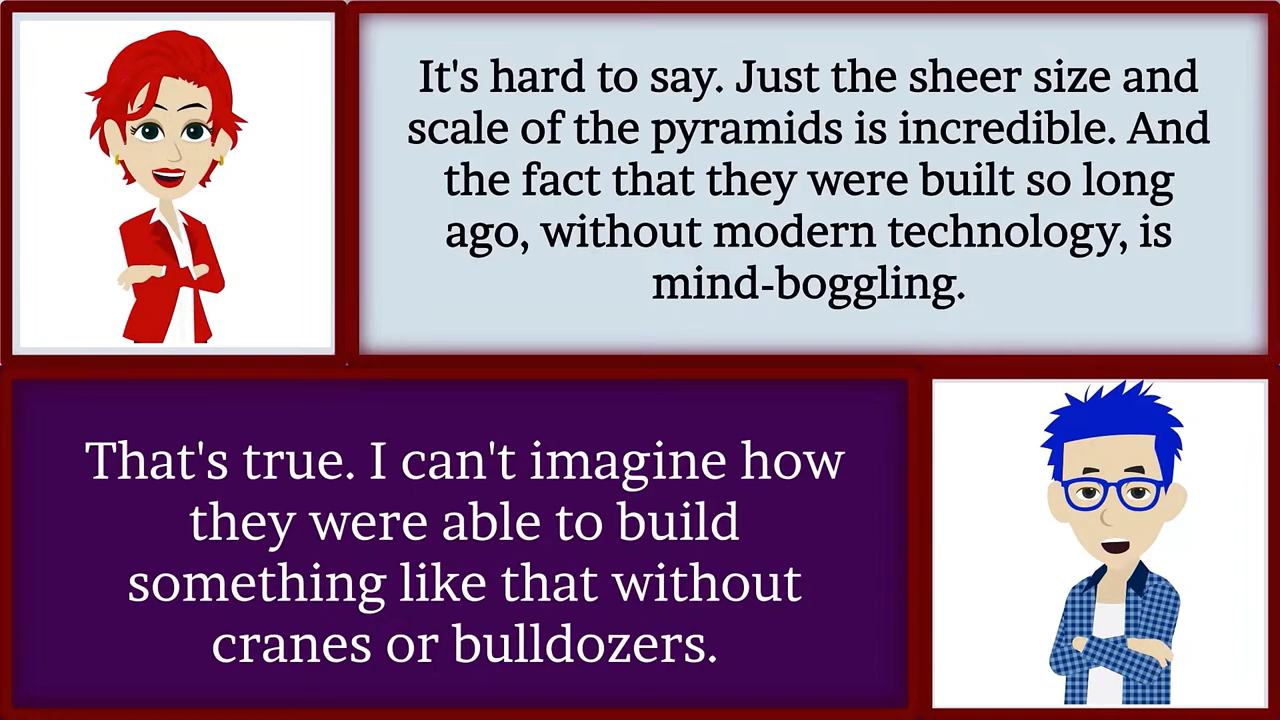 It's hard to say. Just the sheer size and
scale of the pyramids is incredible. And
the fact that they were built so long
ago, without modern technology, is
mind-boggling.
That's true. I can't imagine how
they were able to build
something like that without
cranes or bulldozers.